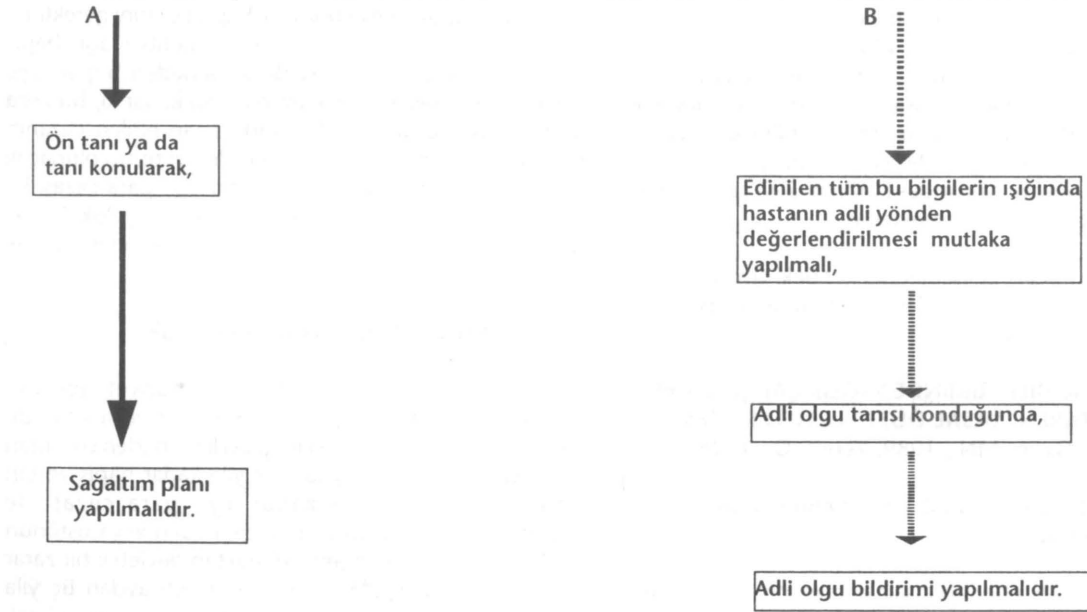 A
Ön tanı ya da
tanı konularak,
Sağaltım planı
yapılmalıdır.
B
Edinilen tüm bu bilgilerin ışığında
hastanın adli yönden
değerlendirilmesi mutlaka
yapılmalı,
Adli olgu tanısı konduğunda,
Adli olgu bildirimi yapılmalıdır.